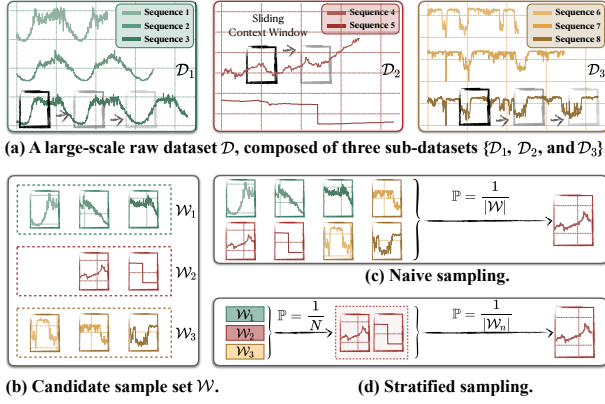 Sequence 1
Sequence 2
Sequence 3
𝒟₁
Sliding
Context Window
Sequence 4
Sequence 5
𝒟₂
Sequence 6
Sequence 7
Sequence 8
𝒟₃
(a) A large-scale raw dataset 𝒟, composed of three sub-datasets {𝒟₁, 𝒟₂, and 𝒟₃}.
𝒲₁
𝒲₂
𝒲₃
(b) Candidate sample set 𝒲.
ℙ = 1/|𝒲|
(c) Naive sampling.
𝒲₁
𝒲₂
𝒲₃
ℙ = 1/N
ℙ = 1/|𝒲ₙ|
(d) Stratified sampling.